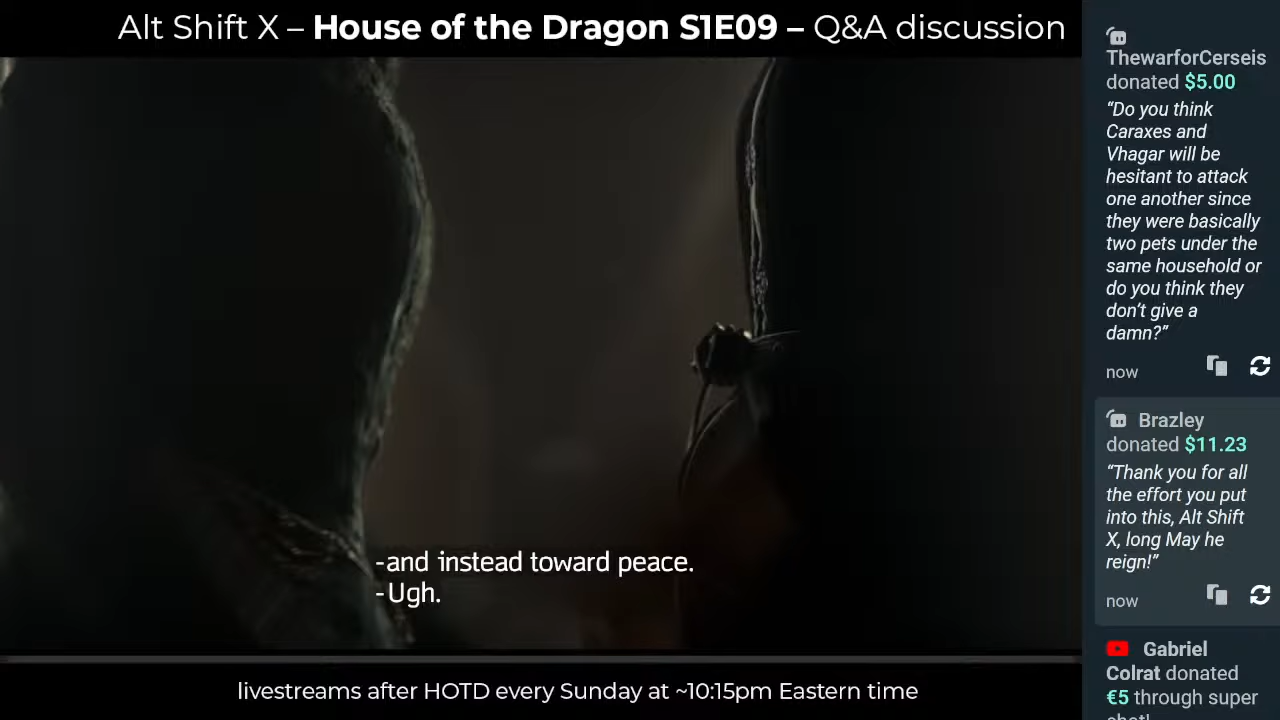 Alt Shift X – House of the Dragon S1E09 – Q&A discussion
-and instead toward peace.
-Ugh.
livestreams after HOTD every Sunday at ~10:15pm Eastern time
ThewarforCerseis
donated $5.00
“Do you think
Caraxes and
Vhagar will be
hesitant to attack
one another since
they were basically
two pets under the
same household or
do you think they
don’t give a
damn?”
now
Brazley
donated $11.23
“Thank you for all
the effort you put
into this, Alt Shift
X, long May he
reign!”
now
Gabriel
Colrat donated
€5 through super
chat!